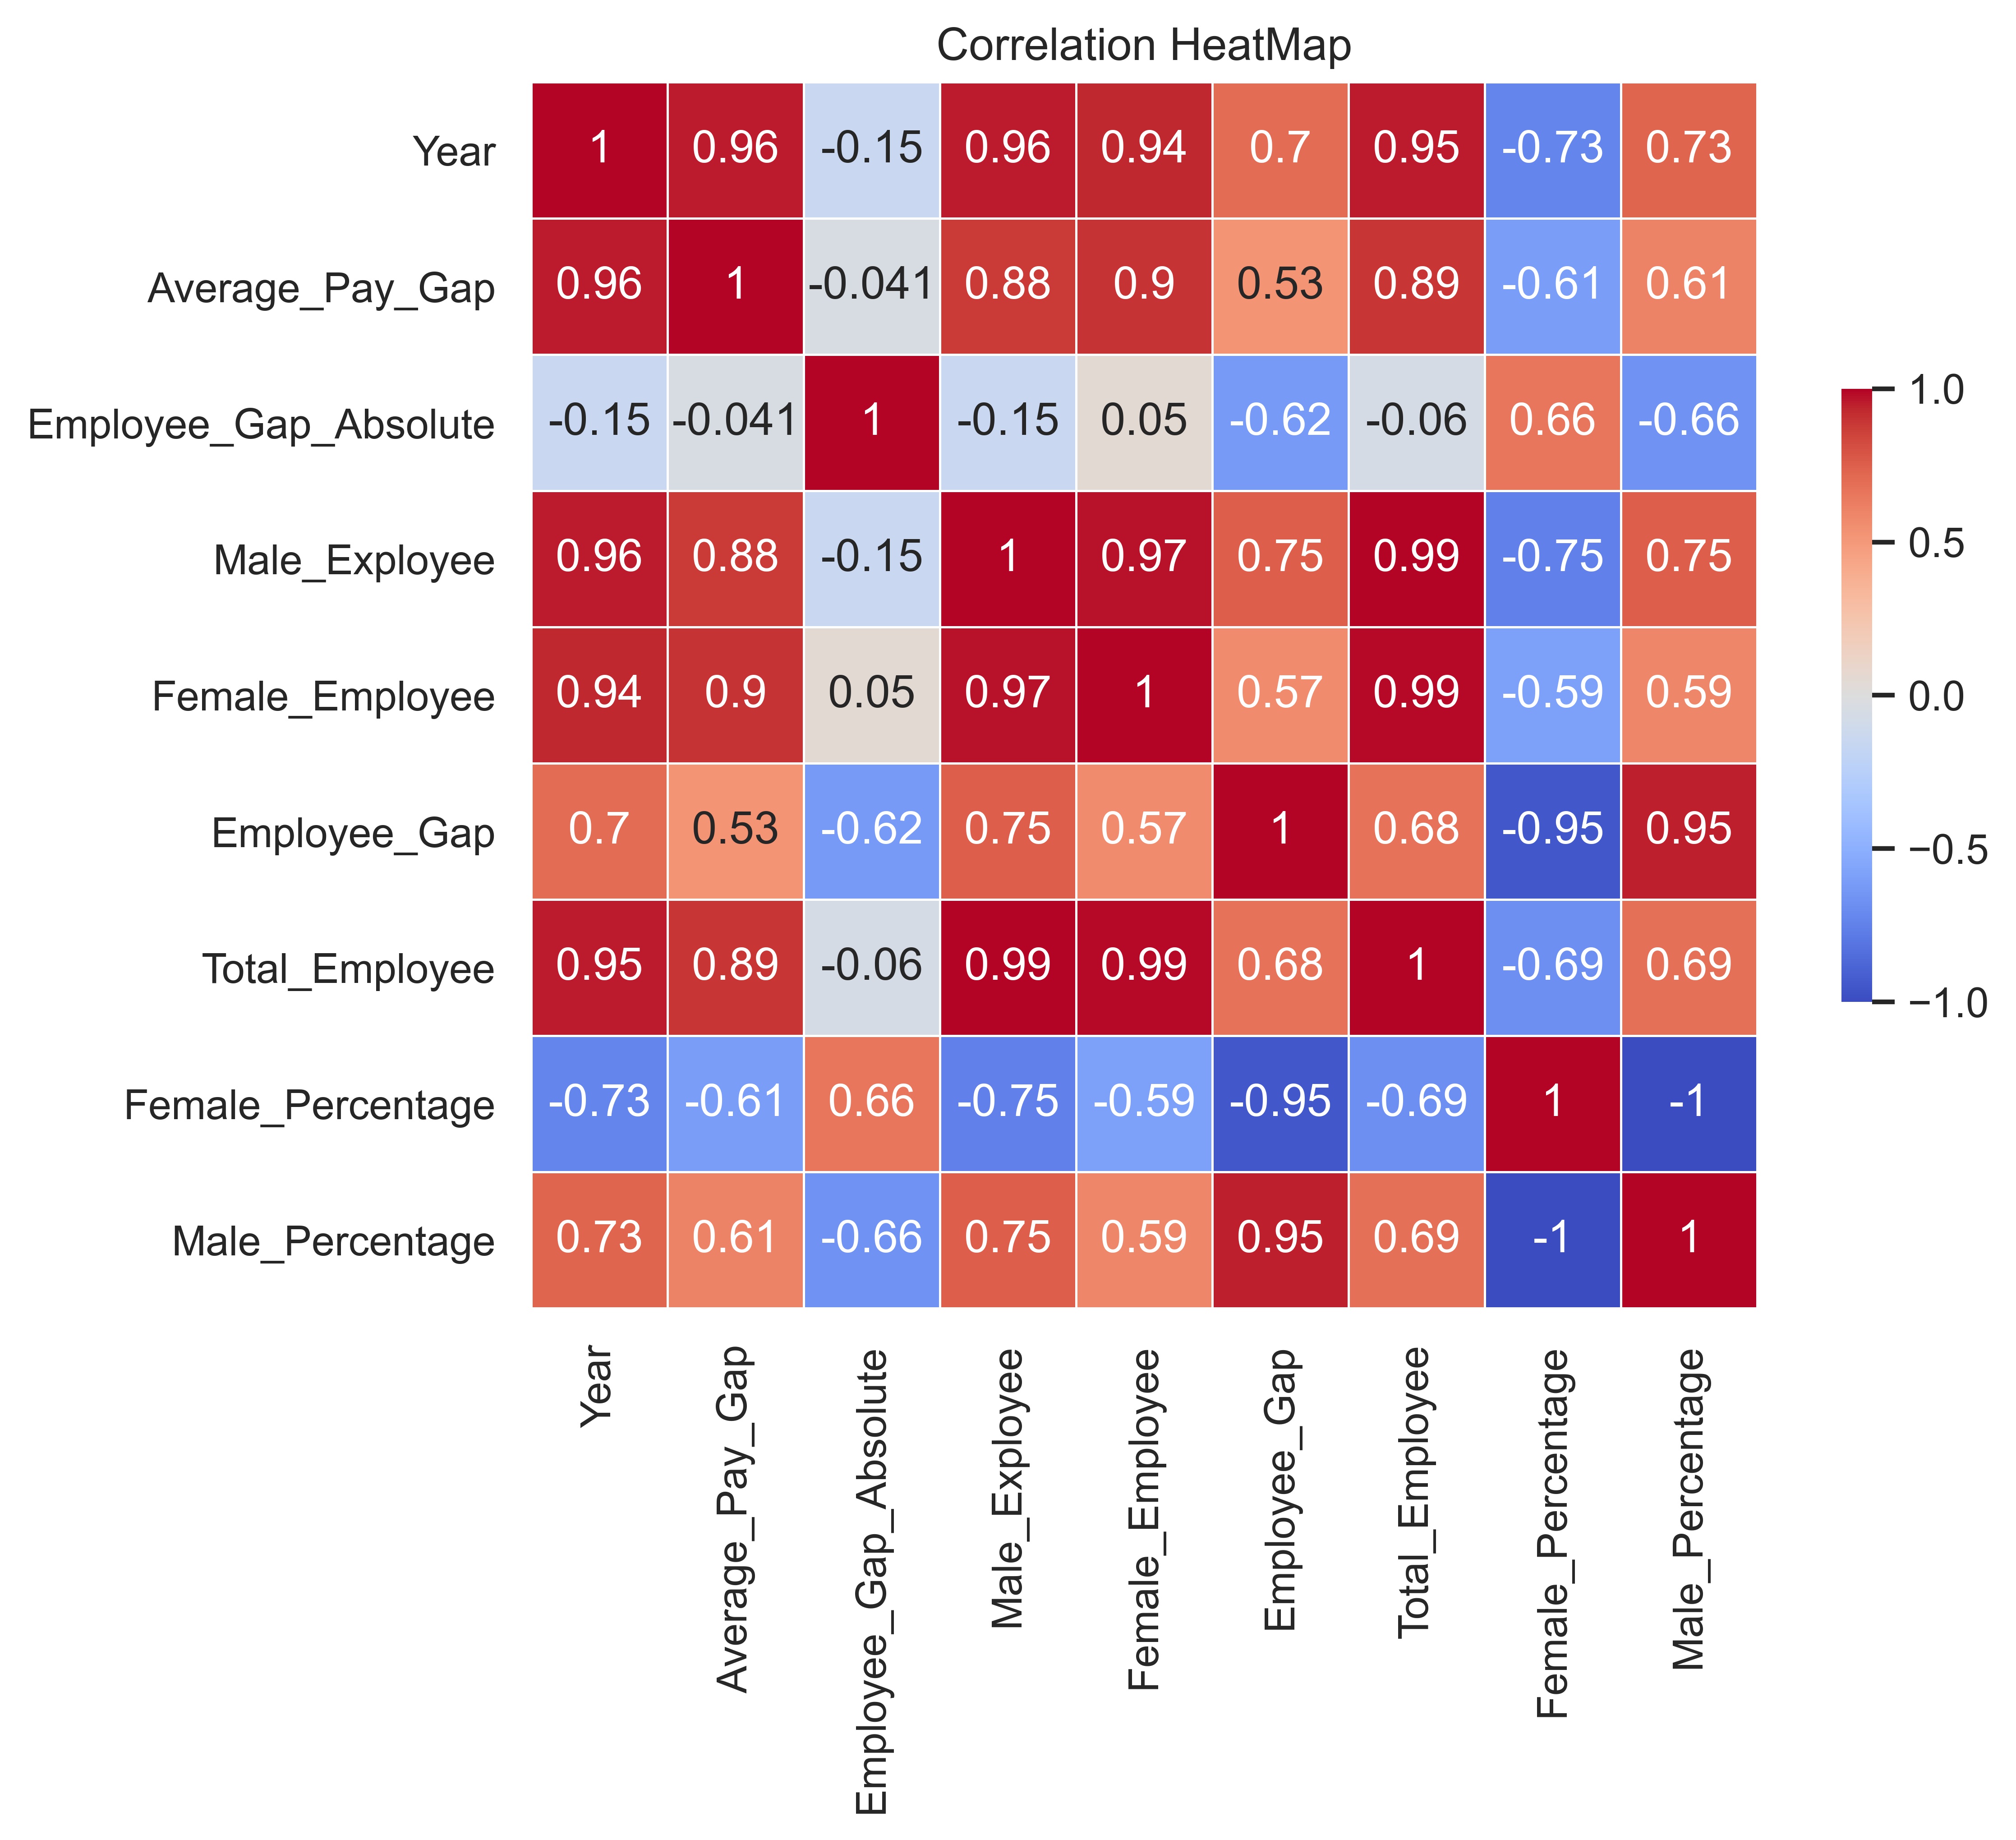 Correlation HeatMap
Year 1 0.96 -0.15 0.96 0.94 0.7 0.95 -0.73 0.73
Average_Pay_Gap 0.96 1 -0.041 0.88 0.9 0.53 0.89 -0.61 0.61
Employee_Gap_Absolute -0.15 -0.041 1 -0.15 0.05 -0.62 -0.06 0.66 -0.66
Male_Exployee 0.96 0.88 -0.15 1 0.97 0.75 0.99 -0.75 0.75
Female_Employee 0.94 0.9 0.05 0.97 1 0.57 0.99 -0.59 0.59
Employee_Gap 0.7 0.53 -0.62 0.75 0.57 1 0.68 -0.95 0.95
Total_Employee 0.95 0.89 -0.06 0.99 0.99 0.68 1 -0.69 0.69
Female_Percentage -0.73 -0.61 0.66 -0.75 -0.59 -0.95 -0.69 1 -1
Male_Percentage 0.73 0.61 -0.66 0.75 0.59 0.95 0.69 -1 1
Year
Average_Pay_Gap
Employee_Gap_Absolute
Male_Exployee
Female_Employee
Employee_Gap
Total_Employee
Female_Percentage
Male_Percentage
1.0
0.5
0.0
−0.5
−1.0